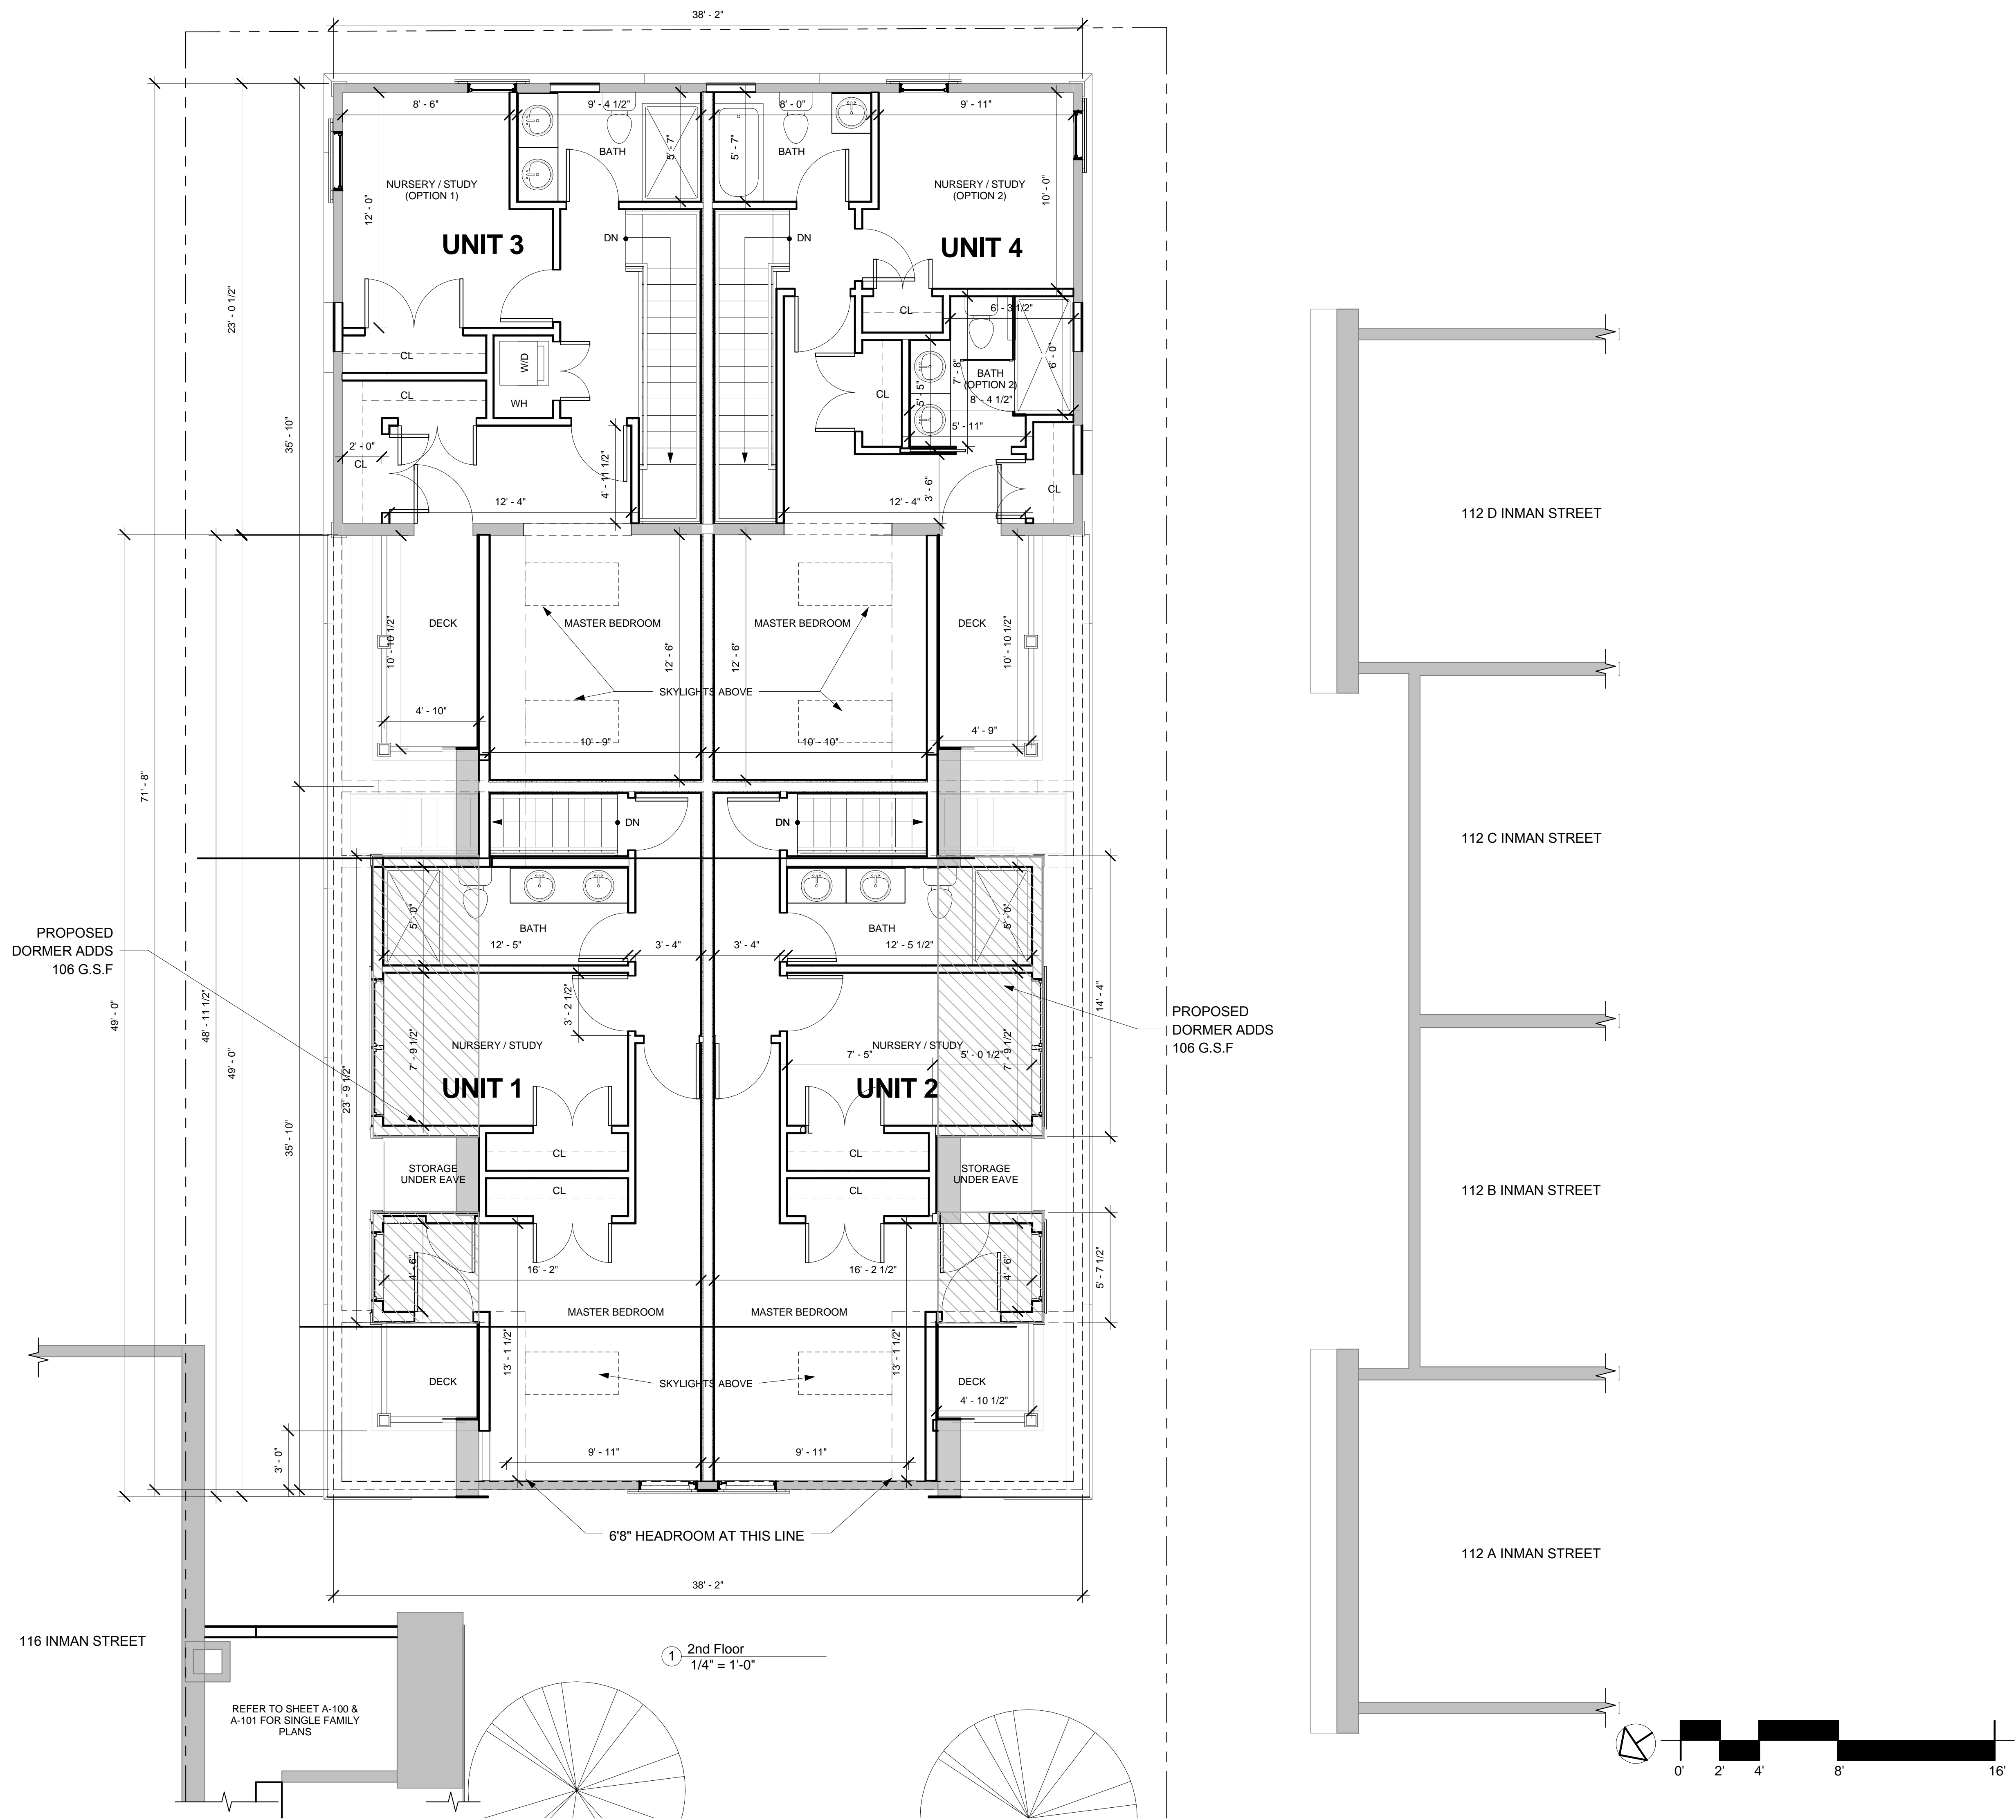 38' - 2"
8' - 6"
9' - 4 1/2"
8' - 0"
9' - 11"
5' - 7"
5' - 7"
BATH
BATH
NURSERY / STUDY
(OPTION 1)
NURSERY / STUDY
(OPTION 2)
12' - 0"
10' - 0"
UNIT 3
DN
DN
UNIT 4
23' - 0 1/2"
CL
6' - 3 1/2"
CL
W/D
WH
CL
CL
BATH
(OPTION 2)
7' - 8"
6' - 0"
5' - 5"
8' - 4 1/2"
5' - 11"
35' - 10"
2' - 0"
CL
4' - 11 1/2"
3' - 6"
CL
12' - 4"
12' - 4"
112 D INMAN STREET
DECK
MASTER BEDROOM
MASTER BEDROOM
DECK
10' - 10 1/2"
12' - 6"
12' - 6"
10' - 10 1/2"
SKYLIGHTS ABOVE
4' - 10"
4' - 9"
10' - 9"
10' - 10"
71' - 8"
DN
DN
112 C INMAN STREET
5' - 0"
5' - 0"
BATH
BATH
PROPOSED
DORMER ADDS
106 G.S.F
12' - 5"
3' - 4"
3' - 4"
12' - 5 1/2"
49' - 0"
48' - 11 1/2"
49' - 0"
14' - 4"
3' - 2 1/2"
PROPOSED
DORMER ADDS
106 G.S.F
7' - 9 1/2"
NURSERY / STUDY
NURSERY / STUDY
7' - 9 1/2"
7' - 5"
5' - 0 1/2"
UNIT 1
UNIT 2
23' - 9 1/2"
35' - 10"
CL
CL
STORAGE
UNDER EAVE
STORAGE
UNDER EAVE
CL
CL
112 B INMAN STREET
4' - 6"
16' - 2"
16' - 2 1/2"
4' - 6"
5' - 7 1/2"
MASTER BEDROOM
MASTER BEDROOM
13' - 1 1/2"
13' - 1 1/2"
DECK
SKYLIGHTS ABOVE
DECK
4' - 10 1/2"
3' - 0"
9' - 11"
9' - 11"
6'8" HEADROOM AT THIS LINE
112 A INMAN STREET
38' - 2"
116 INMAN STREET
1
2nd Floor
1/4" = 1'-0"
REFER TO SHEET A-100 &
A-101 FOR SINGLE FAMILY
PLANS
0' 2' 4' 8' 16'